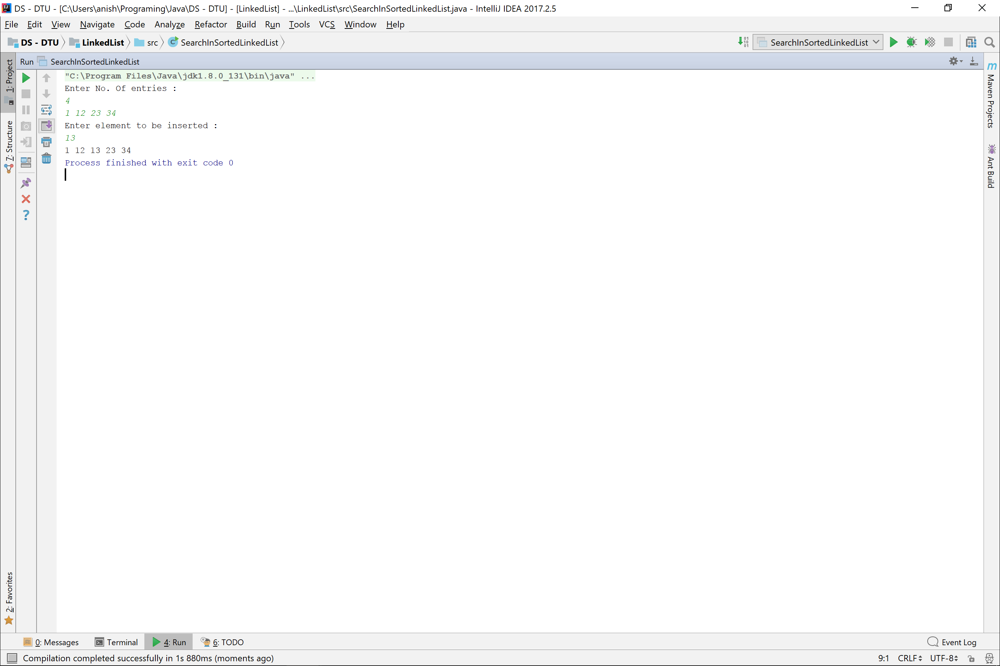 DS - DTU - [C:\Users\anish\Programing\Java\DS - DTU] - [LinkedList] - ...\LinkedList\src\SearchInSortedLinkedList.java - IntelliJ IDEA 2017.2.5
File Edit View Navigate Code Analyze Refactor Build Run Tools VCS Window Help
DS - DTU LinkedList src SearchInSortedLinkedList SearchInSortedLinkedList
Run SearchInSortedLinkedList
1: Project
7: Structure
2: Favorites
"C:\Program Files\Java\jdk1.8.0_131\bin\java" ...
Enter No. Of entries :
4
1 12 23 34
Enter element to be inserted :
13
1 12 13 23 34
Process finished with exit code 0
Maven Projects
Ant Build
0: Messages Terminal 4: Run 6: TODO Event Log
Compilation completed successfully in 1s 880ms (moments ago) 9:1 CRLF UTF-8